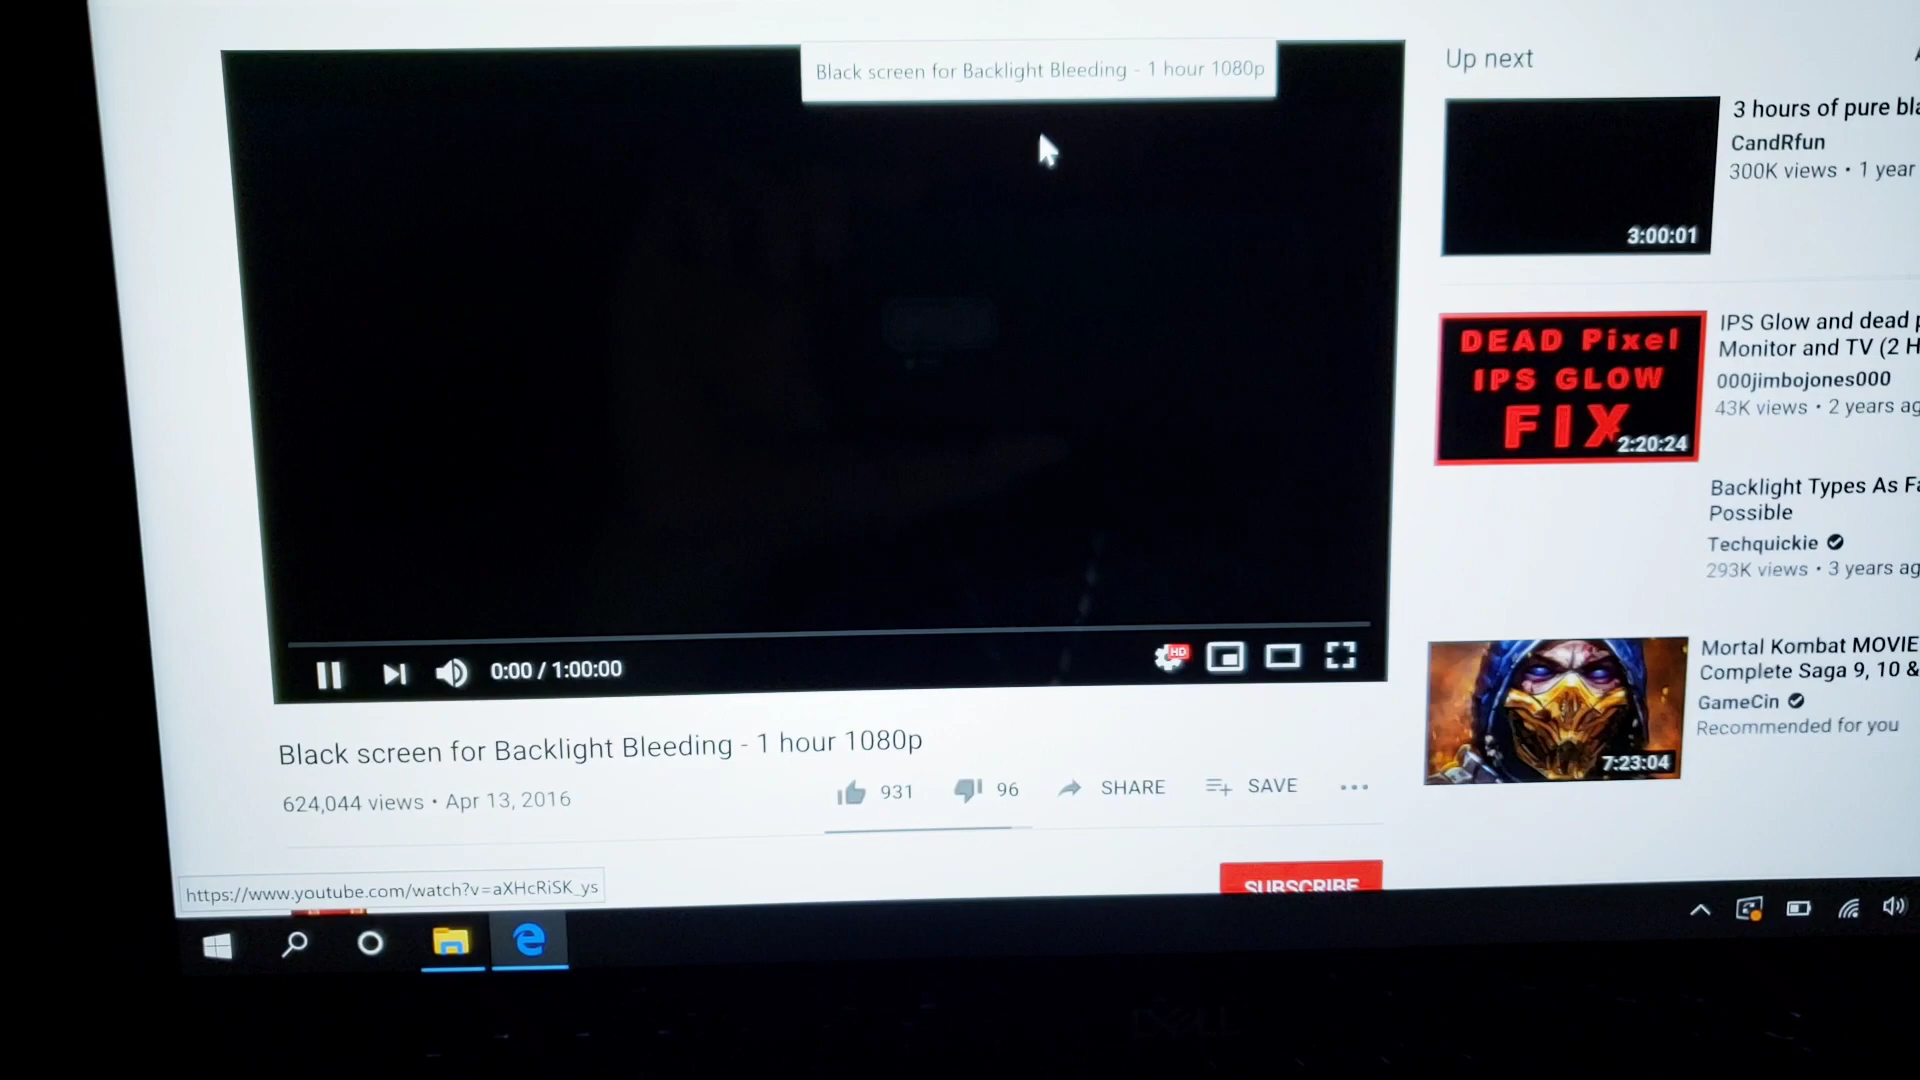 Black screen for Backlight Bleeding - 1 hour 1080p
Up next
3 hours of pure
CandRfun
300K views • 1 year
3:00:01
DEAD Pixel
IPS GLOW
FIX
2:20:24
IPS Glow and dead
Monitor and TV (2
000jimbojones000
43K views • 2 years
Backlight Types As
Possible
Techquickie
293K views • 3 years
HD
0:00 / 1:00:00
Black screen for Backlight Bleeding - 1 hour 1080p
624,044 views • Apr 13, 2016
931
96
SHARE
SAVE
Mortal Kombat MOVIE
Complete Saga 9, 10 &
GameCin
Recommended for you
7:23:04
SUBSCRIBE
https://www.youtube.com/watch?v=aXHcRiSK_ys
DELL